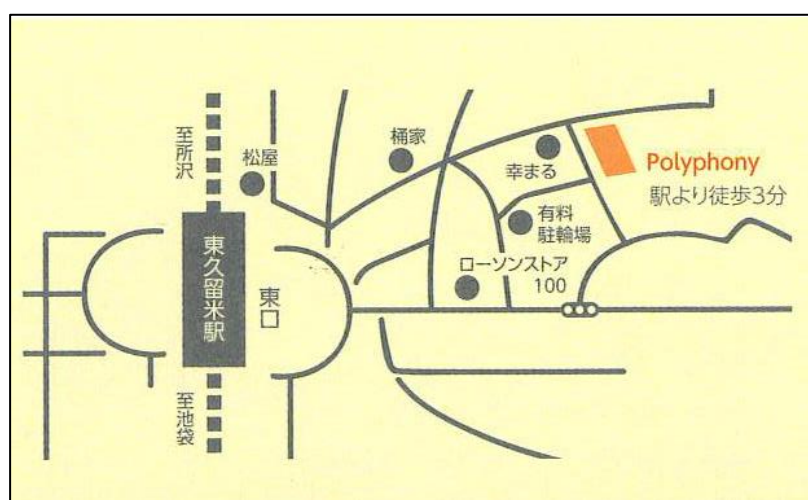 至所沢
松屋
桶家
幸まる
Polyphony
駅より徒歩3分
有料
駐輪場
ローソンストア
100
東久留米駅
東口
至池袋